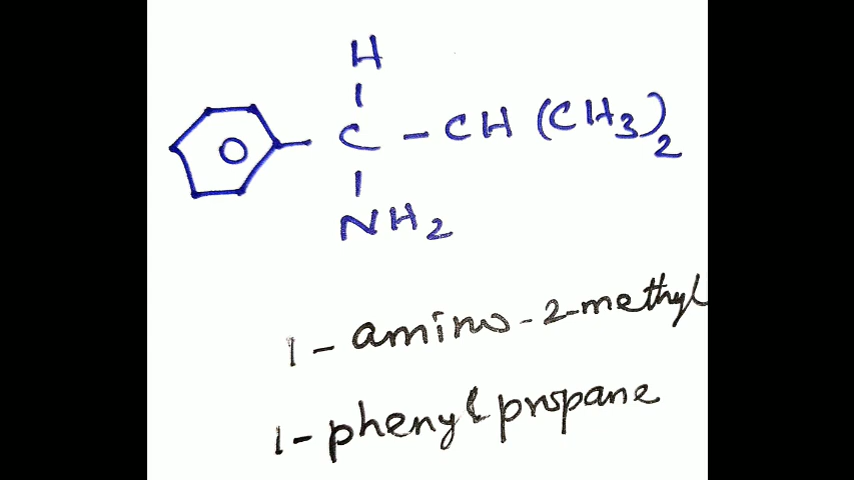 H
C - CH (CH3)2
NH2
1-amino-2-methyl
1-phenyl propane